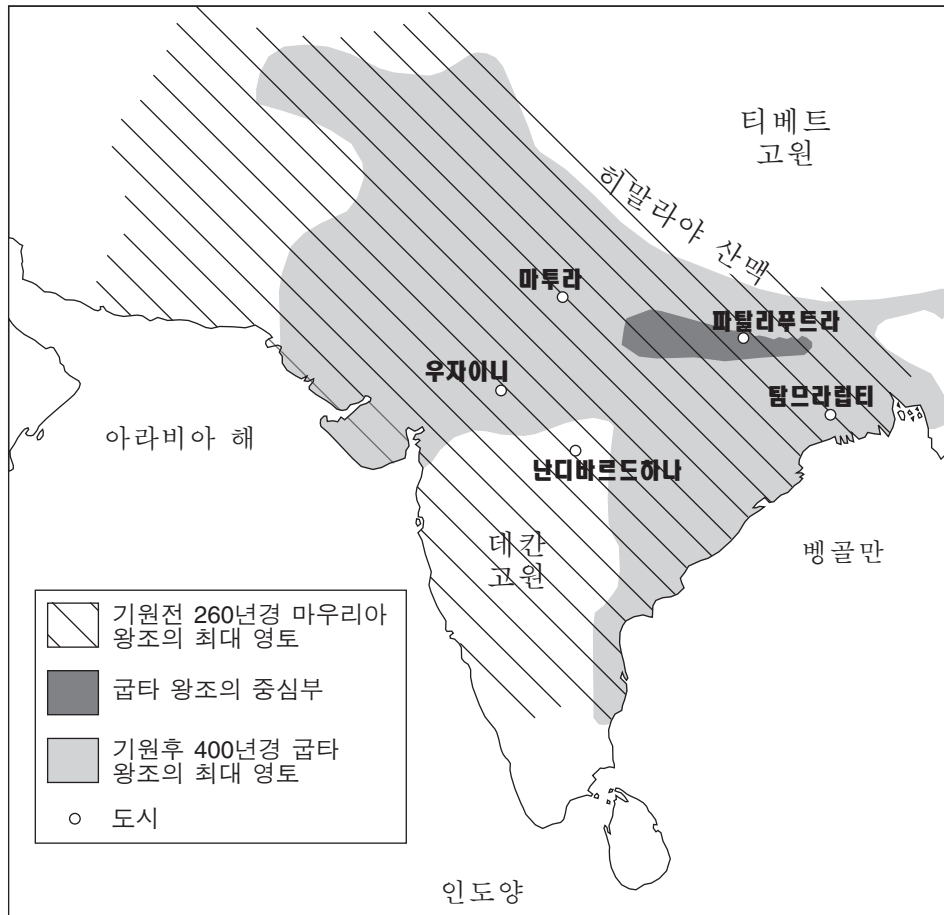 티베트
고원
히말라야 산맥
마투라
파탈리푸트라
우자이니
탐므라립티
아라비아 해
난디바르드하나
데칸
고원
벵골만
기원전 260년경 마우리아
왕조의 최대 영토
굽타 왕조의 중심부
기원후 400년경 굽타
왕조의 최대 영토
도시
인도양